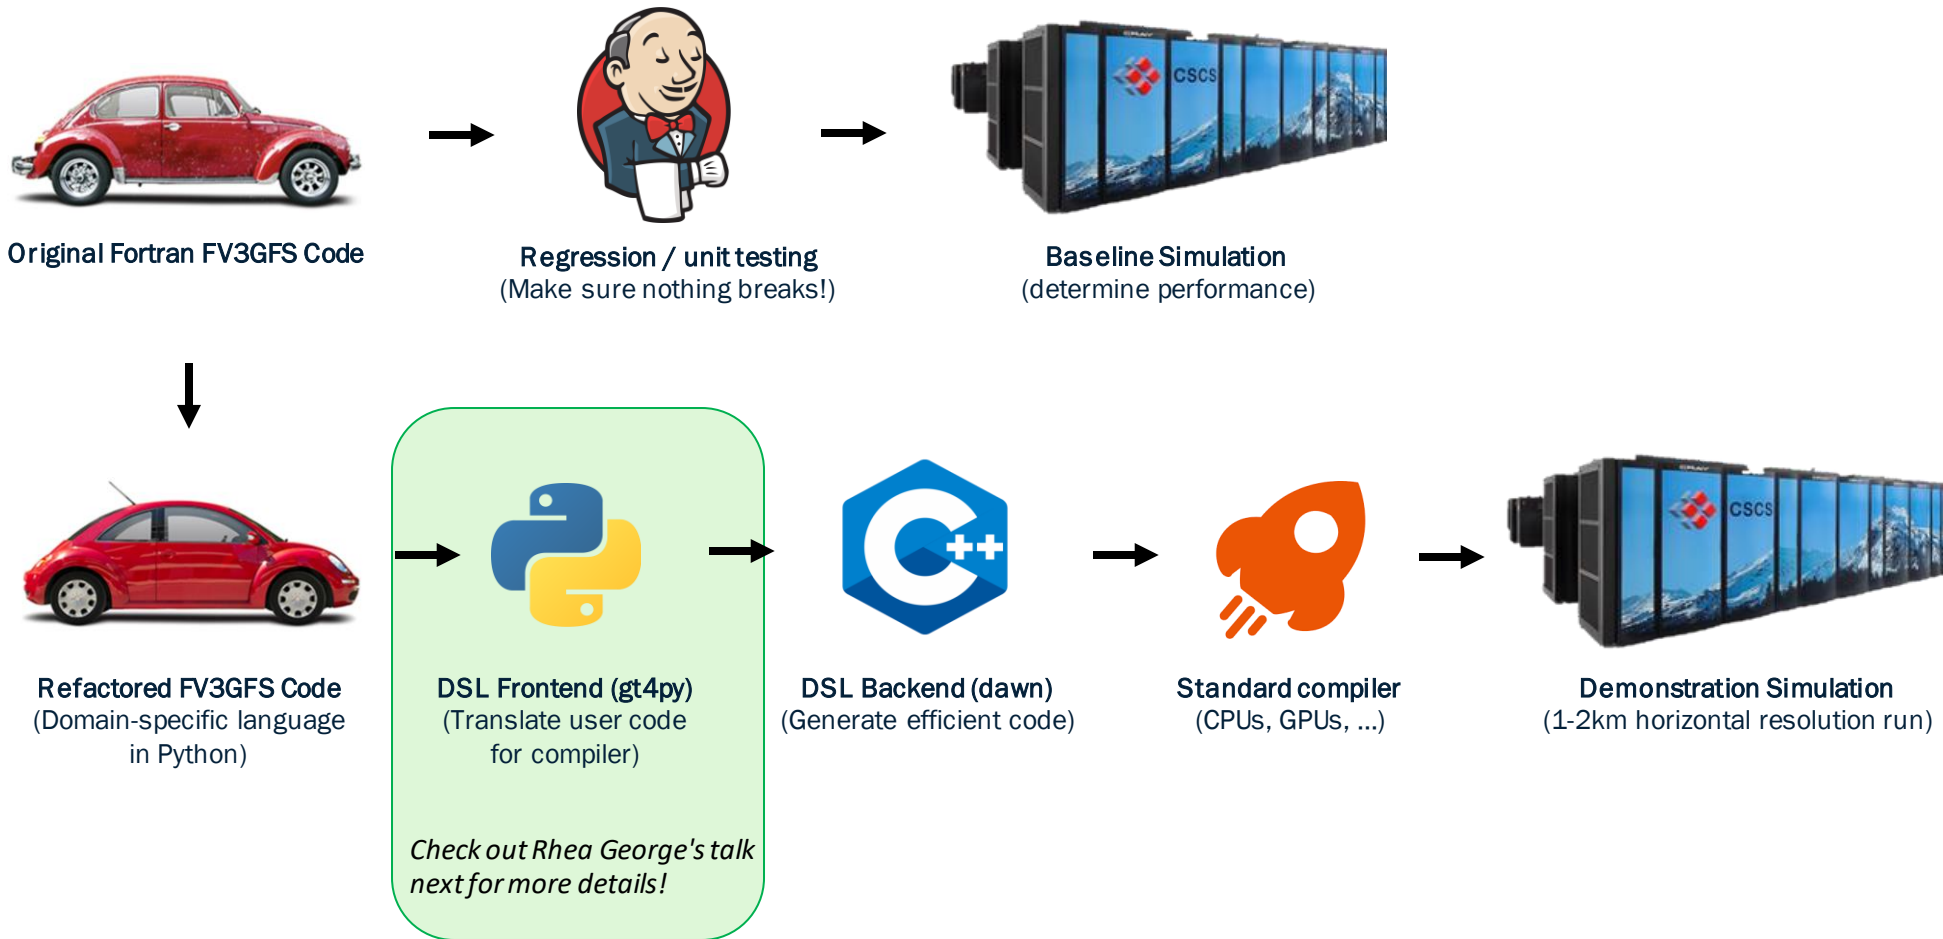 CRAY
CSCS
Original Fortran FV3GFS Code
Regression / unit testing
(Make sure nothing breaks!)
Baseline Simulation
(determine performance)
C++
CRAY
CSCS
Refactored FV3GFS Code
(Domain-specific language
in Python)
DSL Frontend (gt4py)
(Translate user code
for compiler)
DSL Backend (dawn)
(Generate efficient code)
Standard compiler
(CPUs, GPUs, ...)
Demonstration Simulation
(1-2km horizontal resolution run)
Check out Rhea George's talk
next for more details!